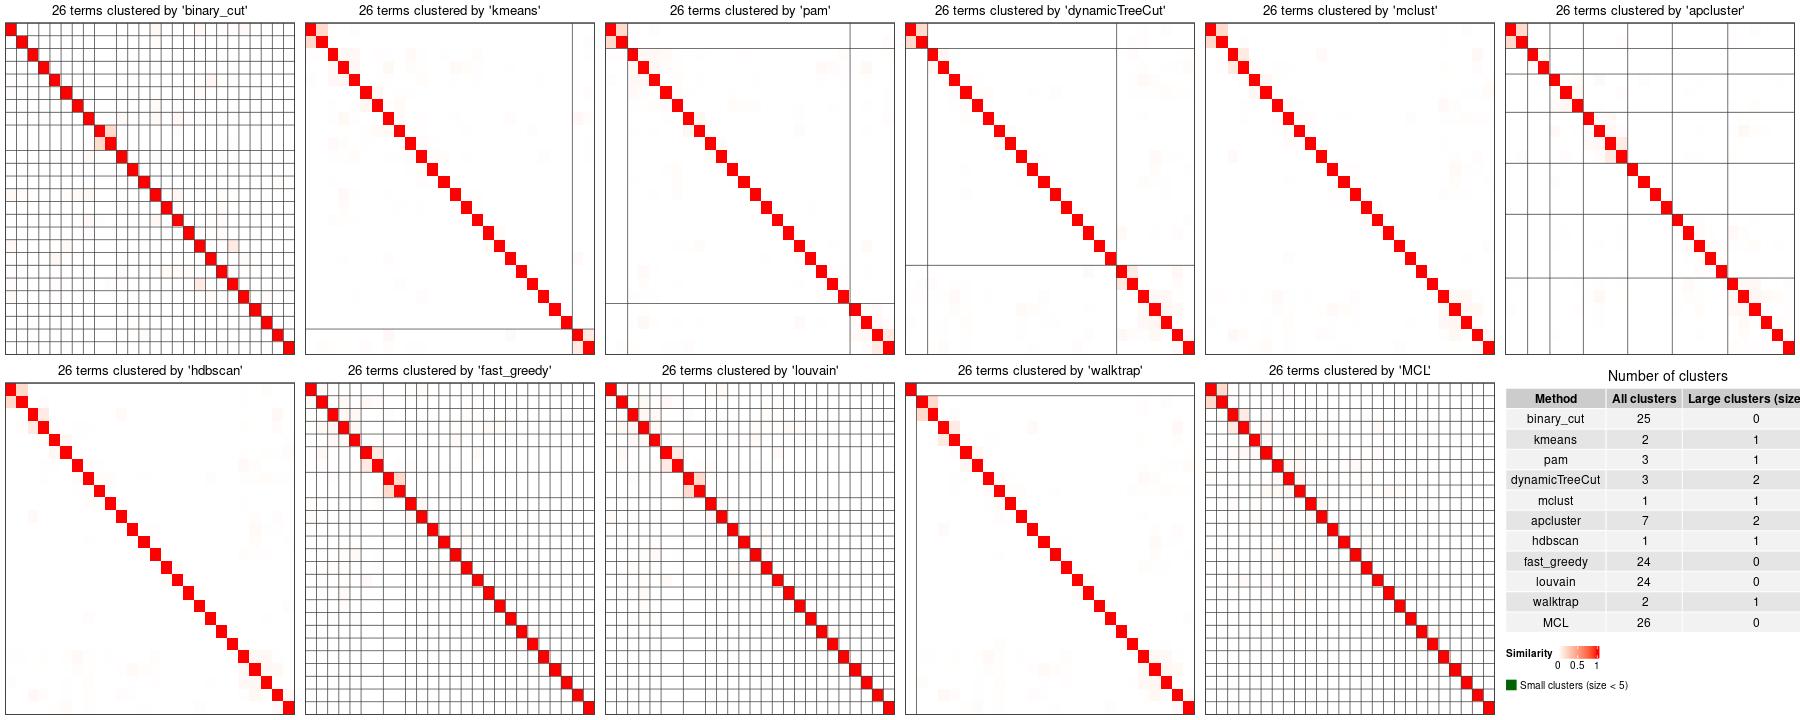 26 terms clustered by 'binary_cut'
26 terms clustered by 'kmeans'
26 terms clustered by 'pam'
26 terms clustered by 'dynamicTreeCut'
26 terms clustered by 'mclust'
26 terms clustered by 'apcluster'
26 terms clustered by 'hdbscan'
26 terms clustered by 'fast_greedy'
26 terms clustered by 'louvain'
26 terms clustered by 'walktrap'
26 terms clustered by 'MCL'
Number of clusters
Method All clusters Large clusters (size
binary_cut 25 0
kmeans 2 1
pam 3 1
dynamicTreeCut 3 2
mclust 1 1
apcluster 7 2
hdbscan 1 1
fast_greedy 24 0
louvain 24 0
walktrap 2 1
MCL 26 0
Similarity
0 0.5 1
Small clusters (size < 5)